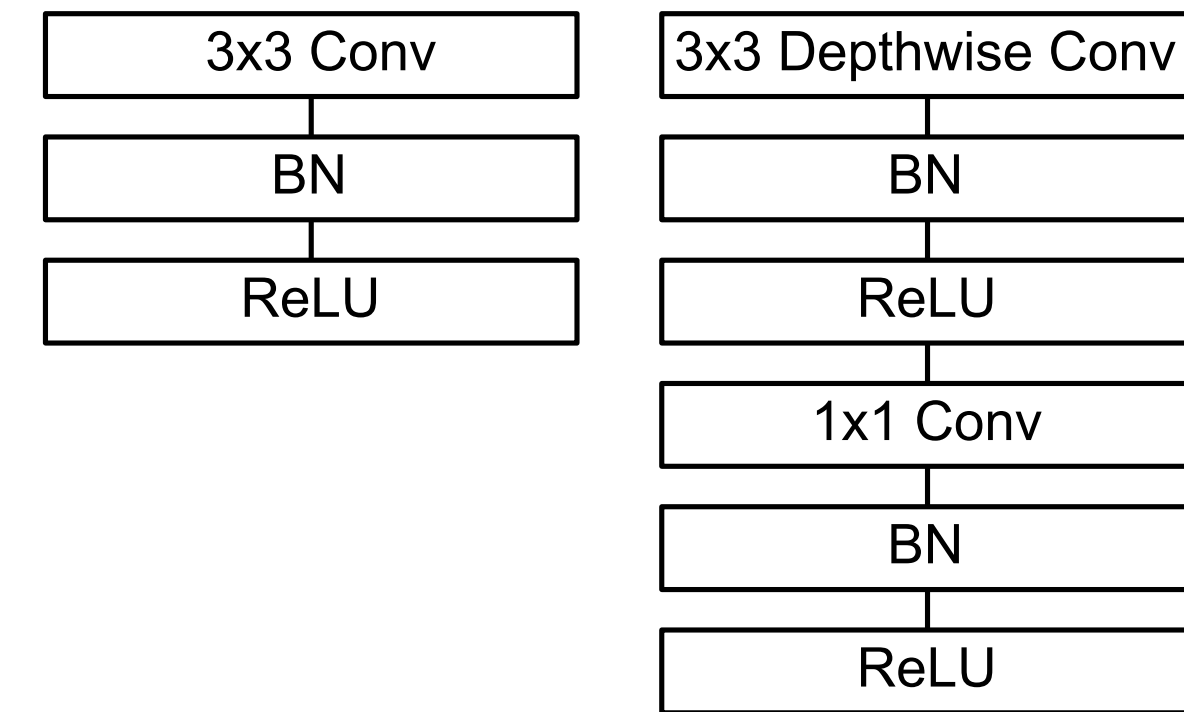 3x3 Conv
BN
ReLU
3x3 Depthwise Conv
BN
ReLU
1x1 Conv
BN
ReLU